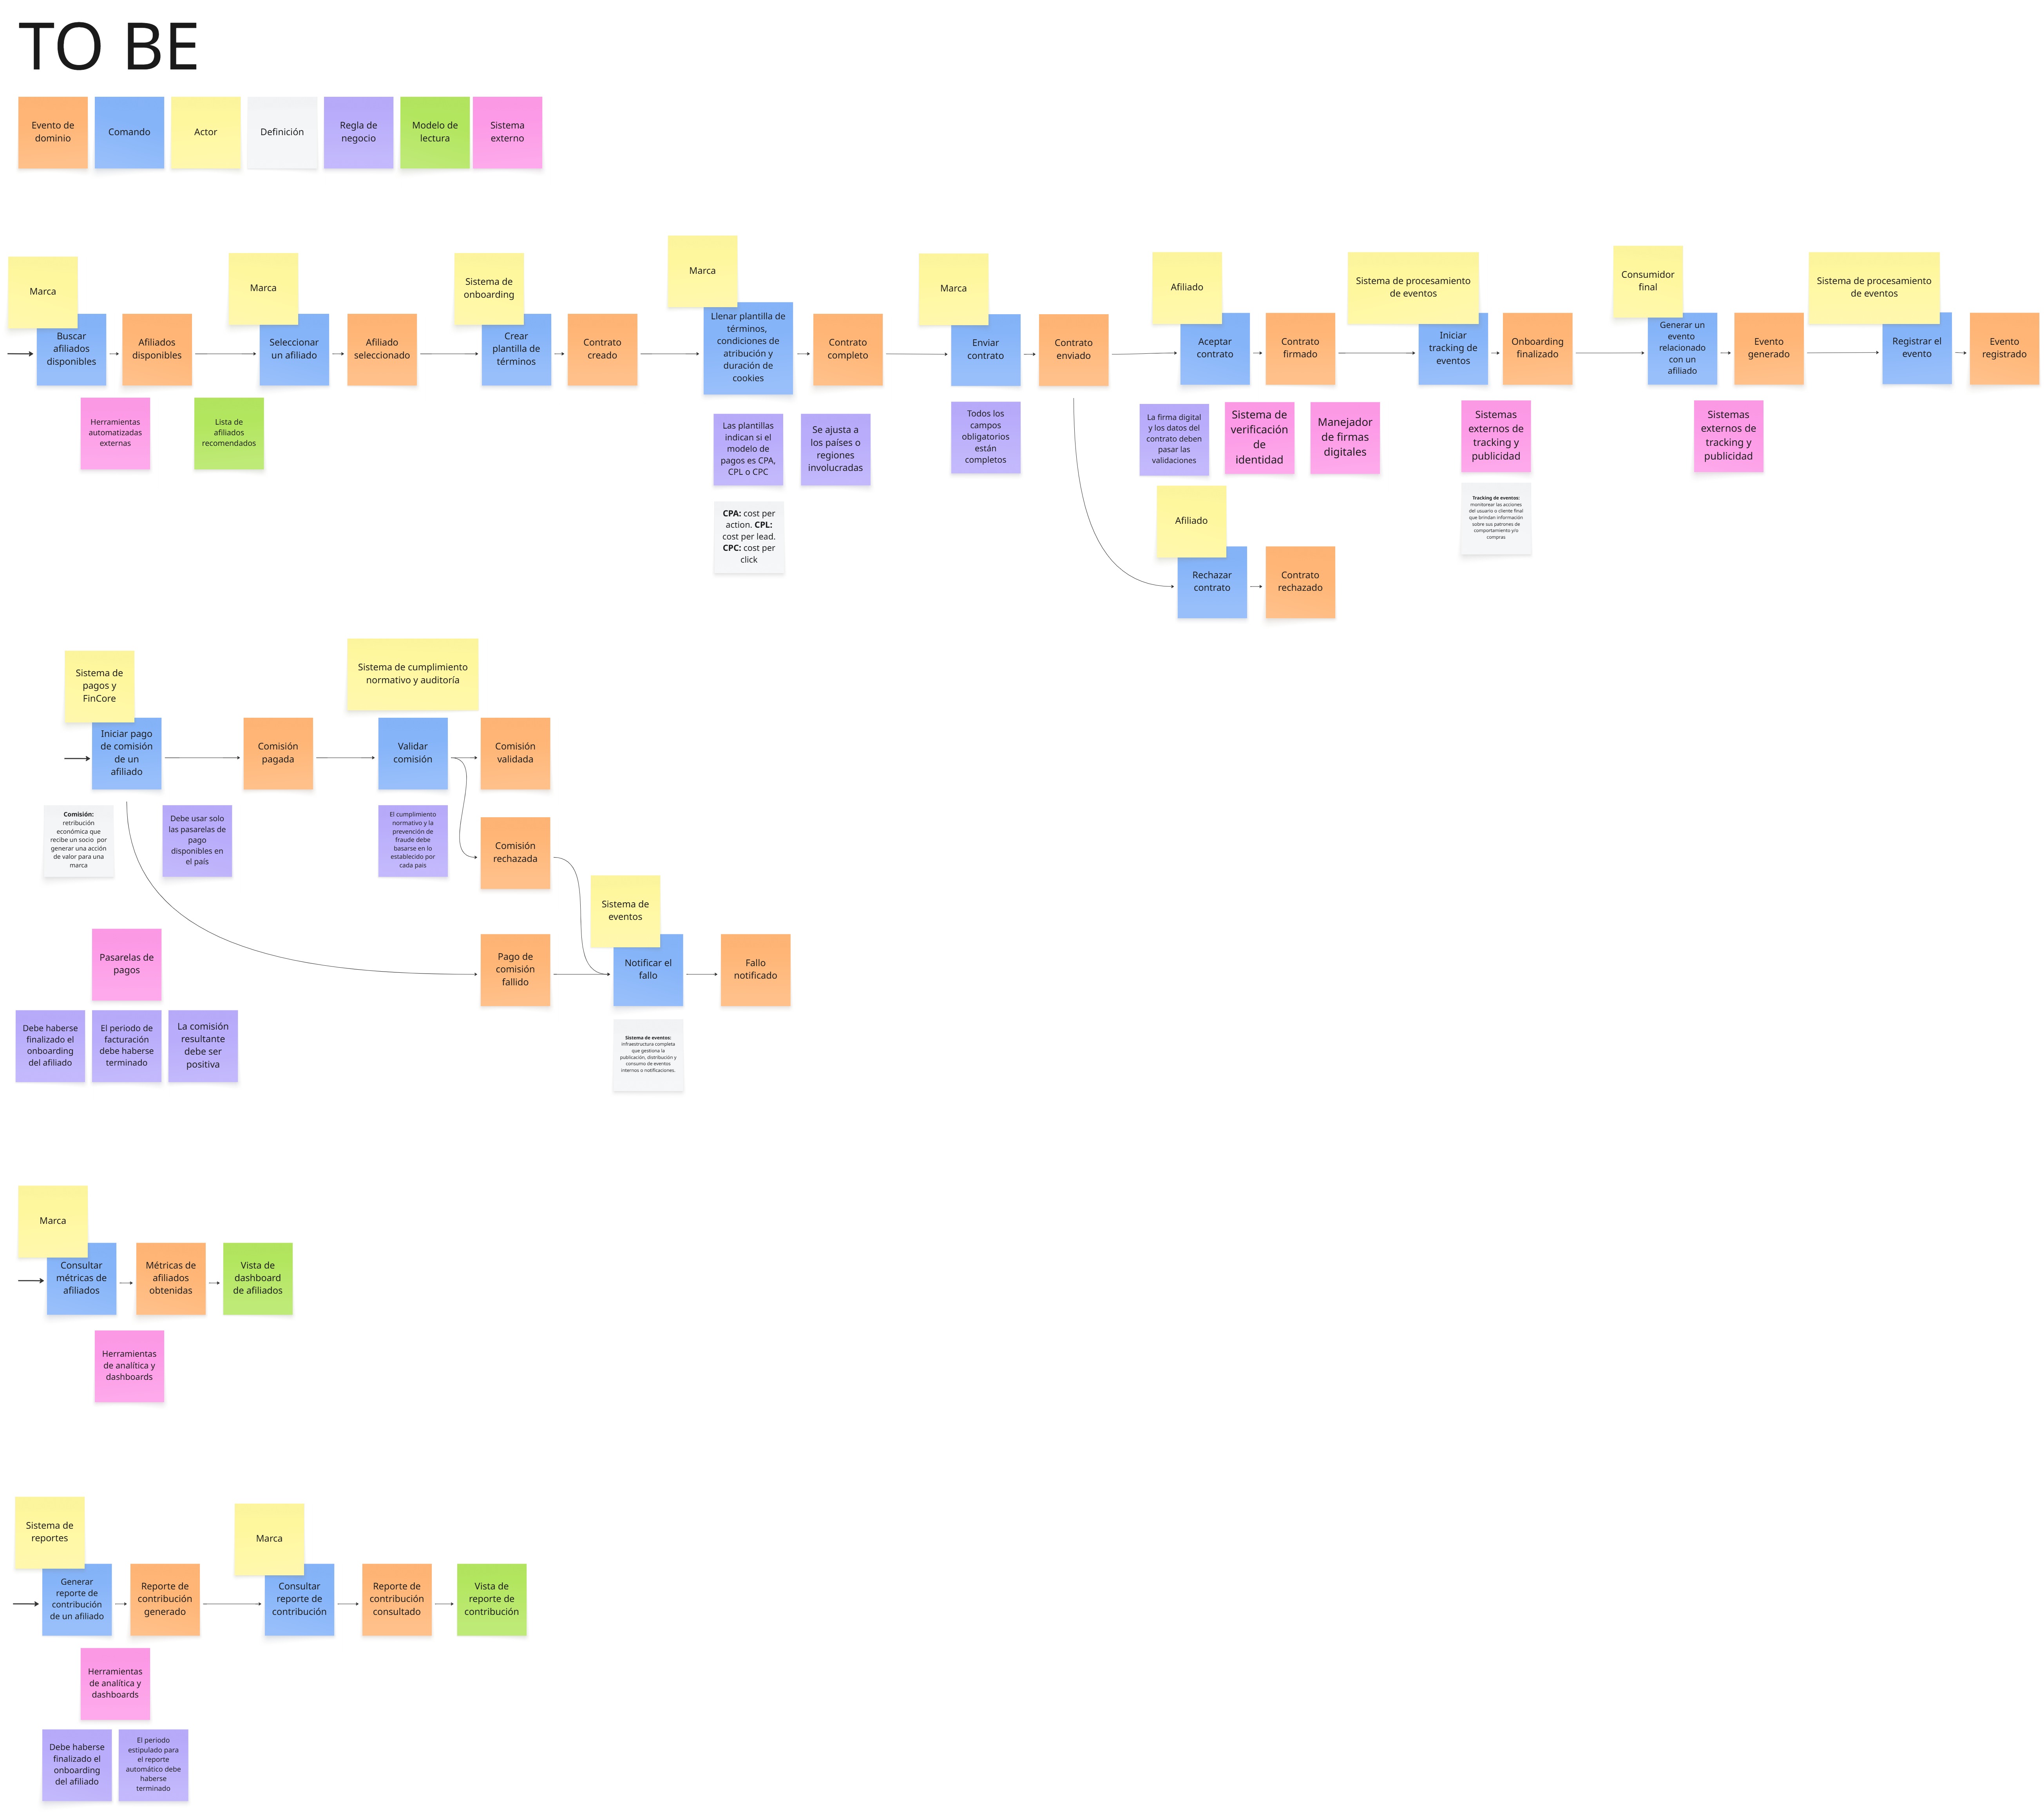 TO BE
Evento de
dominio
Comando
Actor
Definición
Regla de
negocio
Modelo de
lectura
Sistema
externo
Marca
Buscar
afiliados
disponibles
Afiliados
disponibles
Herramientas
automatizadas
externas
Lista de
afiliados
recomendados
Marca
Seleccionar
un afiliado
Afiliado
seleccionado
Sistema de
onboarding
Crear
plantilla de
términos
Contrato
creado
Marca
Llenar plantilla de
términos,
condiciones de
atribución y
duración de
cookies
Contrato
completo
Las plantillas
indican si el
modelo de
pagos es CPA,
CPL o CPC
Se ajusta a
los países o
regiones
involucradas
CPA: cost per
action. CPL:
cost per lead.
CPC: cost per
click
Marca
Enviar
contrato
Contrato
enviado
Todos los
campos
obligatorios
están
completos
Afiliado
Aceptar
contrato
Contrato
firmado
La firma digital
y los datos del
contrato deben
pasar las
validaciones
Sistema de
verificación
de
identidad
Manejador
de firmas
digitales
Afiliado
Rechazar
contrato
Contrato
rechazado
Sistema de procesamiento
de eventos
Iniciar
tracking de
eventos
Onboarding
finalizado
Sistemas
externos de
tracking y
publicidad
Tracking de eventos:
monitorear las acciones
del usuario o cliente final
que brindan información
sobre sus patrones de
comportamiento y/o
compras
Consumidor
final
Generar un
evento
relacionado
con un
afiliado
Evento
generado
Sistemas
externos de
tracking y
publicidad
Sistema de procesamiento
de eventos
Registrar el
evento
Evento
registrado
Sistema de
pagos y
FinCore
Iniciar pago
de comisión
de un
afiliado
Comisión
pagada
Comisión:
retribución
económica que
recibe un socio por
generar una acción
de valor para una
marca
Debe usar solo
las pasarelas de
pago
disponibles en
el país
Pasarelas de
pagos
Debe haberse
finalizado el
onboarding
del afiliado
El periodo de
facturación
debe haberse
terminado
La comisión
resultante
debe ser
positiva
Sistema de cumplimiento
normativo y auditoría
Validar
comisión
Comisión
validada
El cumplimiento
normativo y la
prevención de
fraude debe
basarse en lo
establecido por
cada pais
Comisión
rechazada
Pago de
comisión
fallido
Sistema de
eventos
Notificar el
fallo
Fallo
notificado
Sistema de eventos:
infraestructura completa
que gestiona la
publicación, distribución y
consumo de eventos
internos o notificaciones.
Marca
Consultar
métricas de
afiliados
Métricas de
afiliados
obtenidas
Vista de
dashboard
de afiliados
Herramientas
de analítica y
dashboards
Sistema de
reportes
Generar
reporte de
contribución
de un afiliado
Reporte de
contribución
generado
Marca
Consultar
reporte de
contribución
Reporte de
contribución
consultado
Vista de
reporte de
contribución
Herramientas
de analítica y
dashboards
Debe haberse
finalizado el
onboarding
del afiliado
El periodo
estipulado para
el reporte
automático debe
haberse
terminado